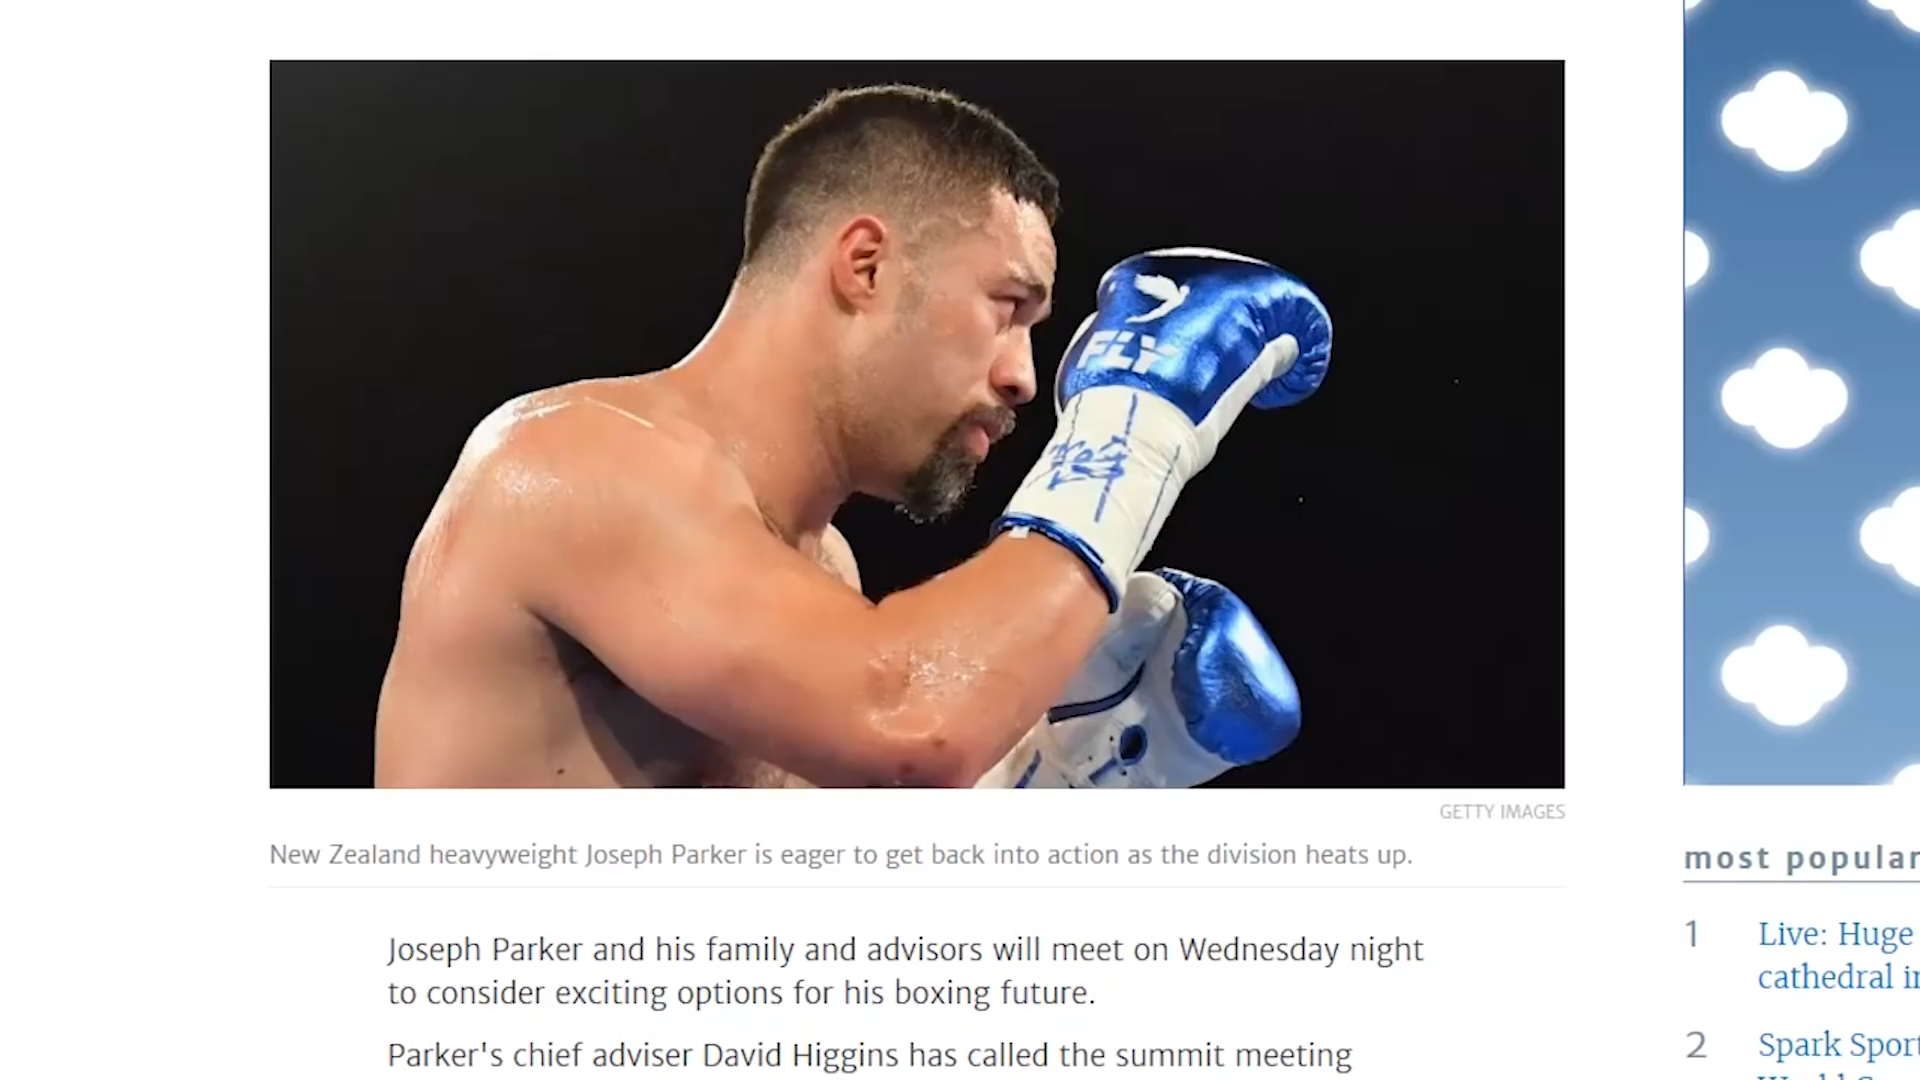 FLY
GETTY IMAGES
New Zealand heavyweight Joseph Parker is eager to get back into action as the division heats up.
Joseph Parker and his family and advisors will meet on Wednesday night
to consider exciting options for his boxing future.
Parker's chief adviser David Higgins has called the summit meeting
most popular
1 Live: Huge
cathedral
2 Spark Sport